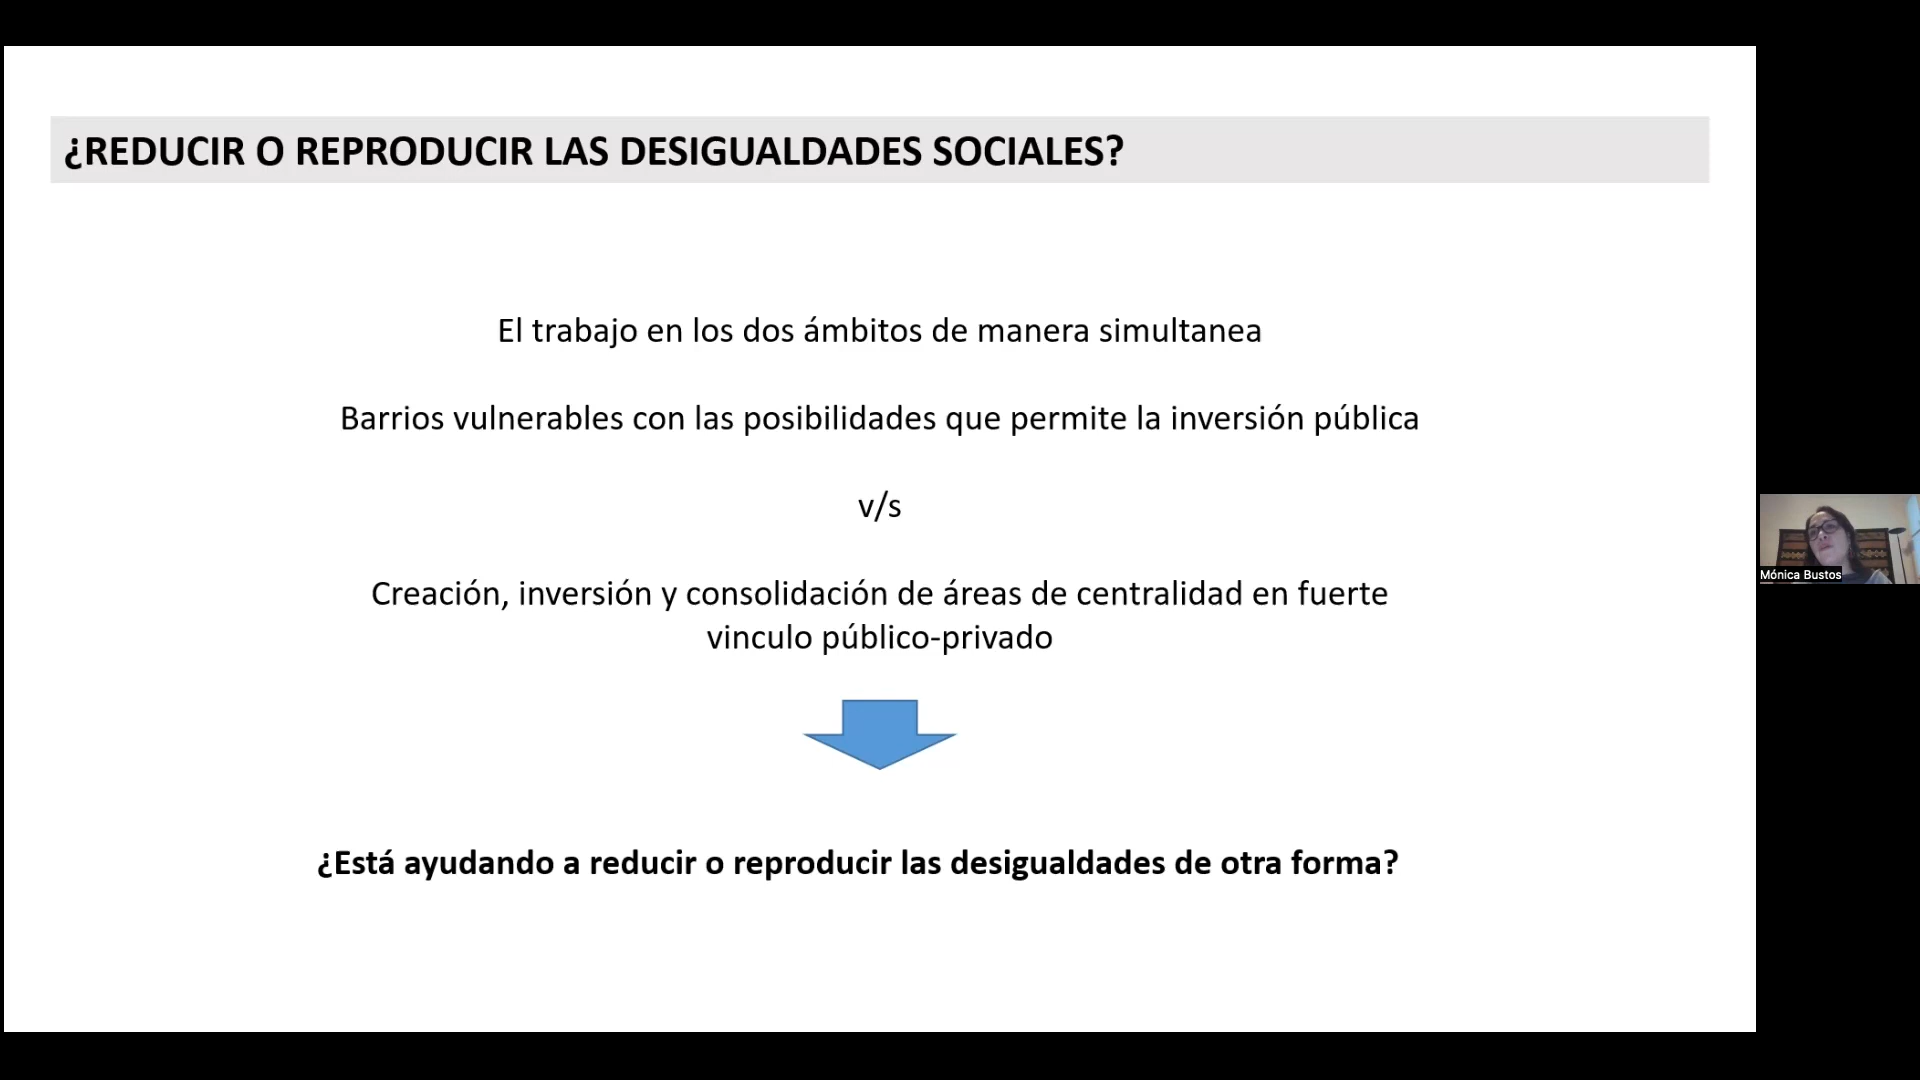 ¿REDUCIR O REPRODUCIR LAS DESIGUALDADES SOCIALES?
El trabajo en los dos ámbitos de manera simultanea
Barrios vulnerables con las posibilidades que permite la inversión pública
v/s
Creación, inversión y consolidación de áreas de centralidad en fuerte
vinculo público-privado
¿Está ayudando a reducir o reproducir las desigualdades de otra forma?
Mónica Bustos